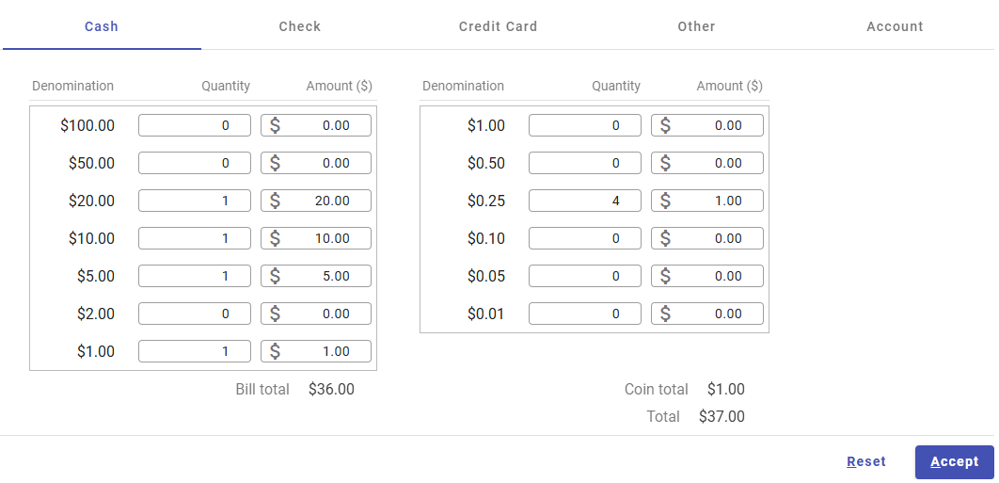 Cash Check Credit Card Other Account
Denomination Quantity Amount ($) Denomination Quantity Amount ($)
$100.00 0 $ 0.00 $1.00 0 $ 0.00
$50.00 0 $ 0.00 $0.50 0 $ 0.00
$20.00 1 $ 20.00 $0.25 4 $ 1.00
$10.00 1 $ 10.00 $0.10 0 $ 0.00
$5.00 1 $ 5.00 $0.05 0 $ 0.00
$2.00 0 $ 0.00 $0.01 0 $ 0.00
$1.00 1 $ 1.00
Bill total $36.00 Coin total $1.00
Total $37.00
Reset Accept